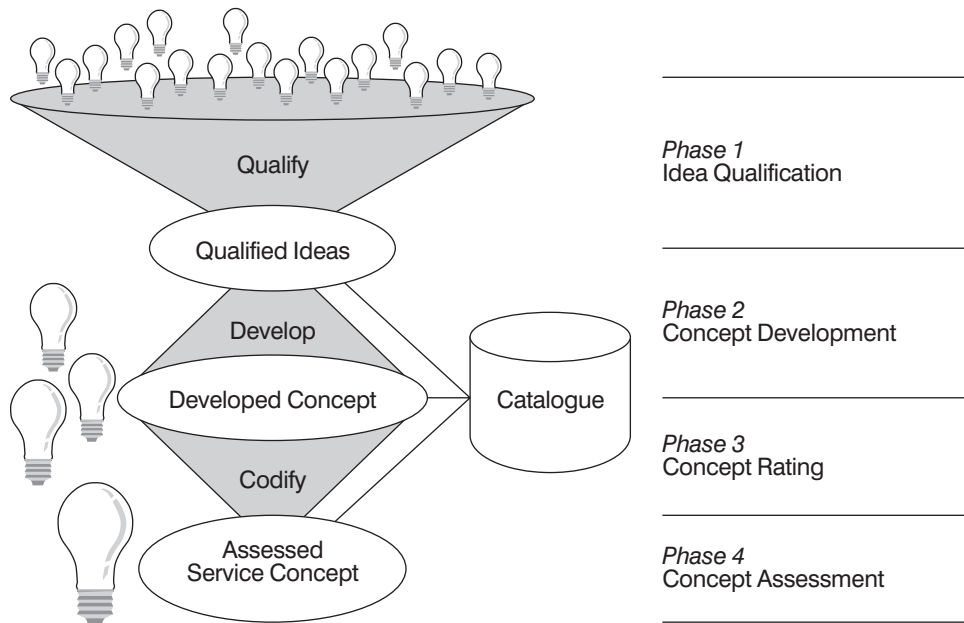 Qualify
Phase 1
Idea Qualification
Qualified Ideas
Develop
Phase 2
Concept Development
Developed Concept
Catalogue
Codify
Phase 3
Concept Rating
Assessed
Service Concept
Phase 4
Concept Assessment